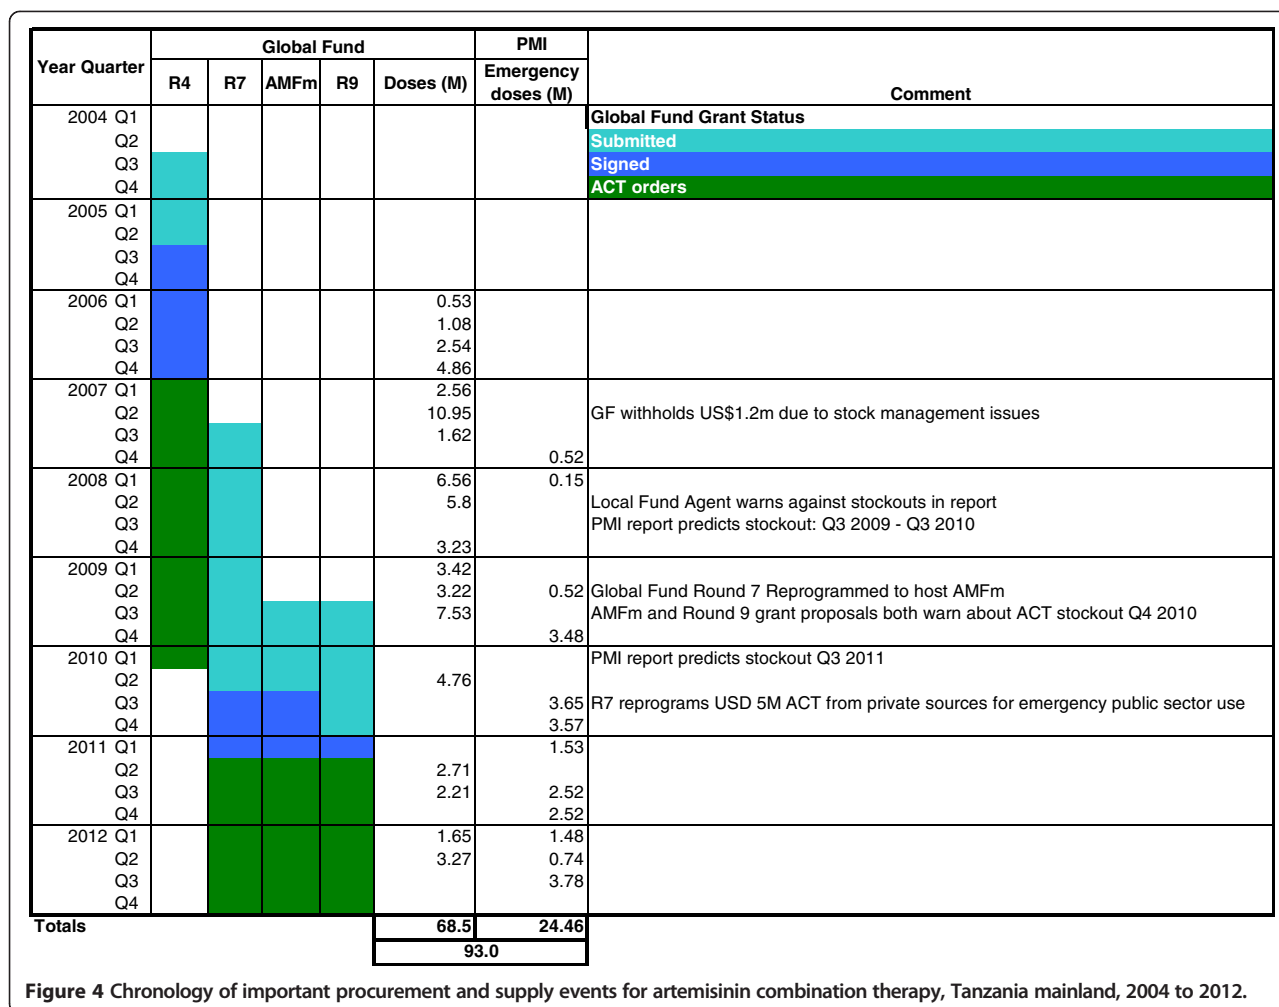 Year Quarter Global Fund PMI
R4 R7 AMFm R9 Doses (M) Emergency doses (M) Comment
2004 Q1 Global Fund Grant Status
Q2 Submitted
Q3 Signed
Q4 ACT orders
2005 Q1
Q2
Q3
Q4
2006 Q1 0.53
Q2 1.08
Q3 2.54
Q4 4.86
2007 Q1 2.56
Q2 10.95 GF withholds US$1.2m due to stock management issues
Q3 1.62
Q4 0.52
2008 Q1 6.56 0.15
Q2 5.8 Local Fund Agent warns against stockouts in report
Q3 PMI report predicts stockout: Q3 2009 - Q3 2010
Q4 3.23
2009 Q1 3.42
Q2 3.22 0.52 Global Fund Round 7 Reprogrammed to host AMFm
Q3 7.53 AMFm and Round 9 grant proposals both warn about ACT stockout Q4 2010
Q4 3.48
2010 Q1 PMI report predicts stockout Q3 2011
Q2 4.76
Q3 3.65 R7 reprograms USD 5M ACT from private sources for emergency public sector use
Q4 3.57
2011 Q1 1.53
Q2 2.71
Q3 2.21 2.52
Q4 2.52
2012 Q1 1.65 1.48
Q2 3.27 0.74
Q3 3.78
Q4
Totals 68.5 24.46
93.0
Figure 4 Chronology of important procurement and supply events for artemisinin combination therapy, Tanzania mainland, 2004 to 2012.